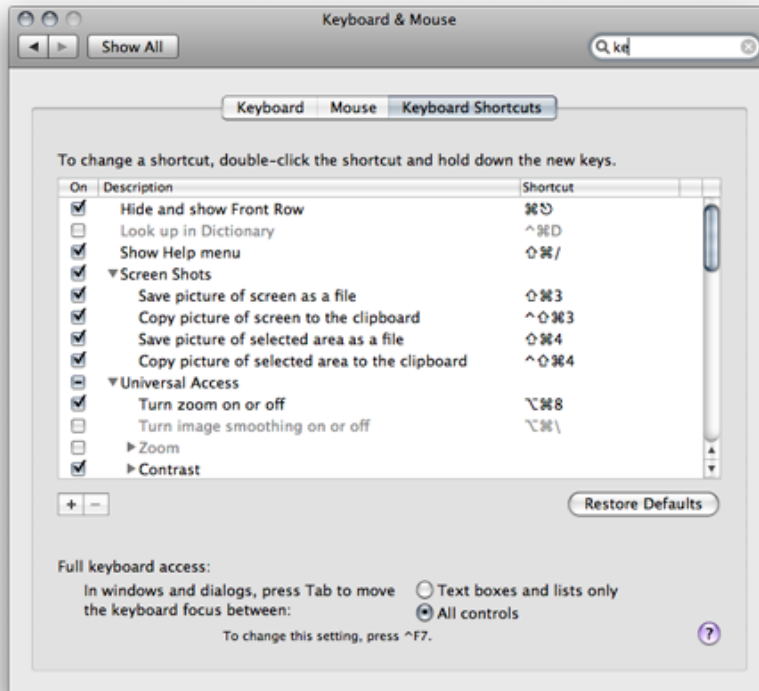 Keyboard & Mouse
Show All
ke
Keyboard Mouse Keyboard Shortcuts
To change a shortcut, double-click the shortcut and hold down the new keys.
On Description Shortcut
Hide and show Front Row ⌘⎋
Look up in Dictionary ^⌘D
Show Help menu ⇧⌘/
▼Screen Shots
Save picture of screen as a file ⇧⌘3
Copy picture of screen to the clipboard ^⇧⌘3
Save picture of selected area as a file ⇧⌘4
Copy picture of selected area to the clipboard ^⇧⌘4
▼Universal Access
Turn zoom on or off ⌥⌘8
Turn image smoothing on or off ⌥⌘\
▶Zoom
▶Contrast
+ −
Restore Defaults
Full keyboard access:
In windows and dialogs, press Tab to move
the keyboard focus between:
Text boxes and lists only
All controls
To change this setting, press ^F7.
?